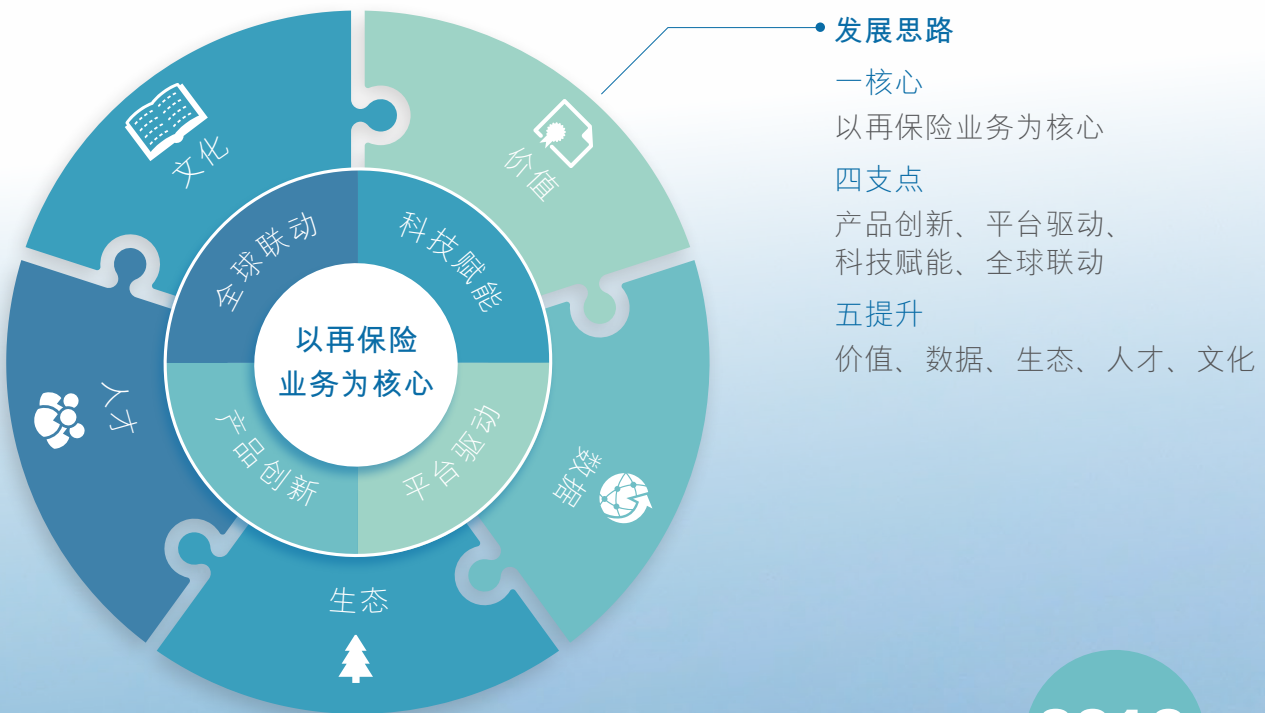 发展思路
一核心
以再保险业务为核心
四支点
产品创新、平台驱动、
科技赋能、全球联动
五提升
价值、数据、生态、人才、文化
文化
价值
全球联动
科技赋能
以再保险
业务为核心
人才
产品创新
平台驱动
数据
生态